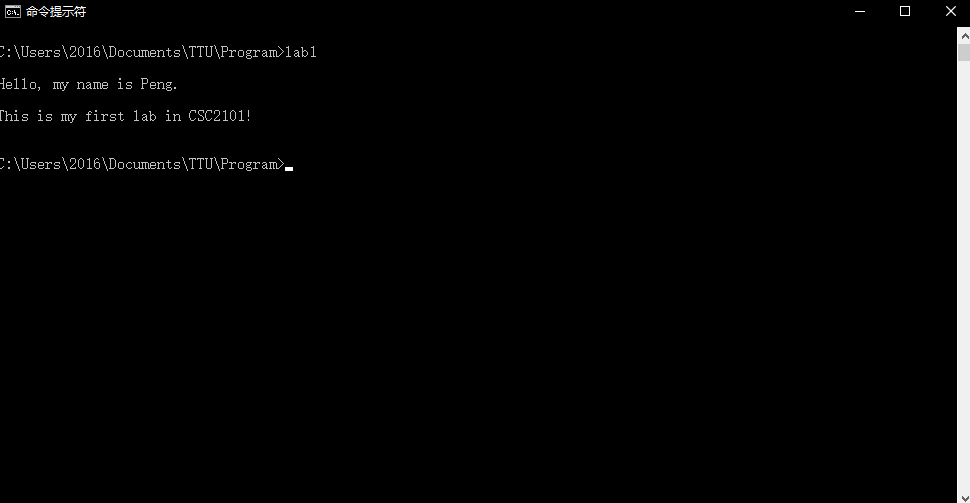 命令提示符
C:\Users\2016\Documents\TTU\Program>lab1
Hello, my name is Peng.
This is my first lab in CSC2101!
C:\Users\2016\Documents\TTU\Program>